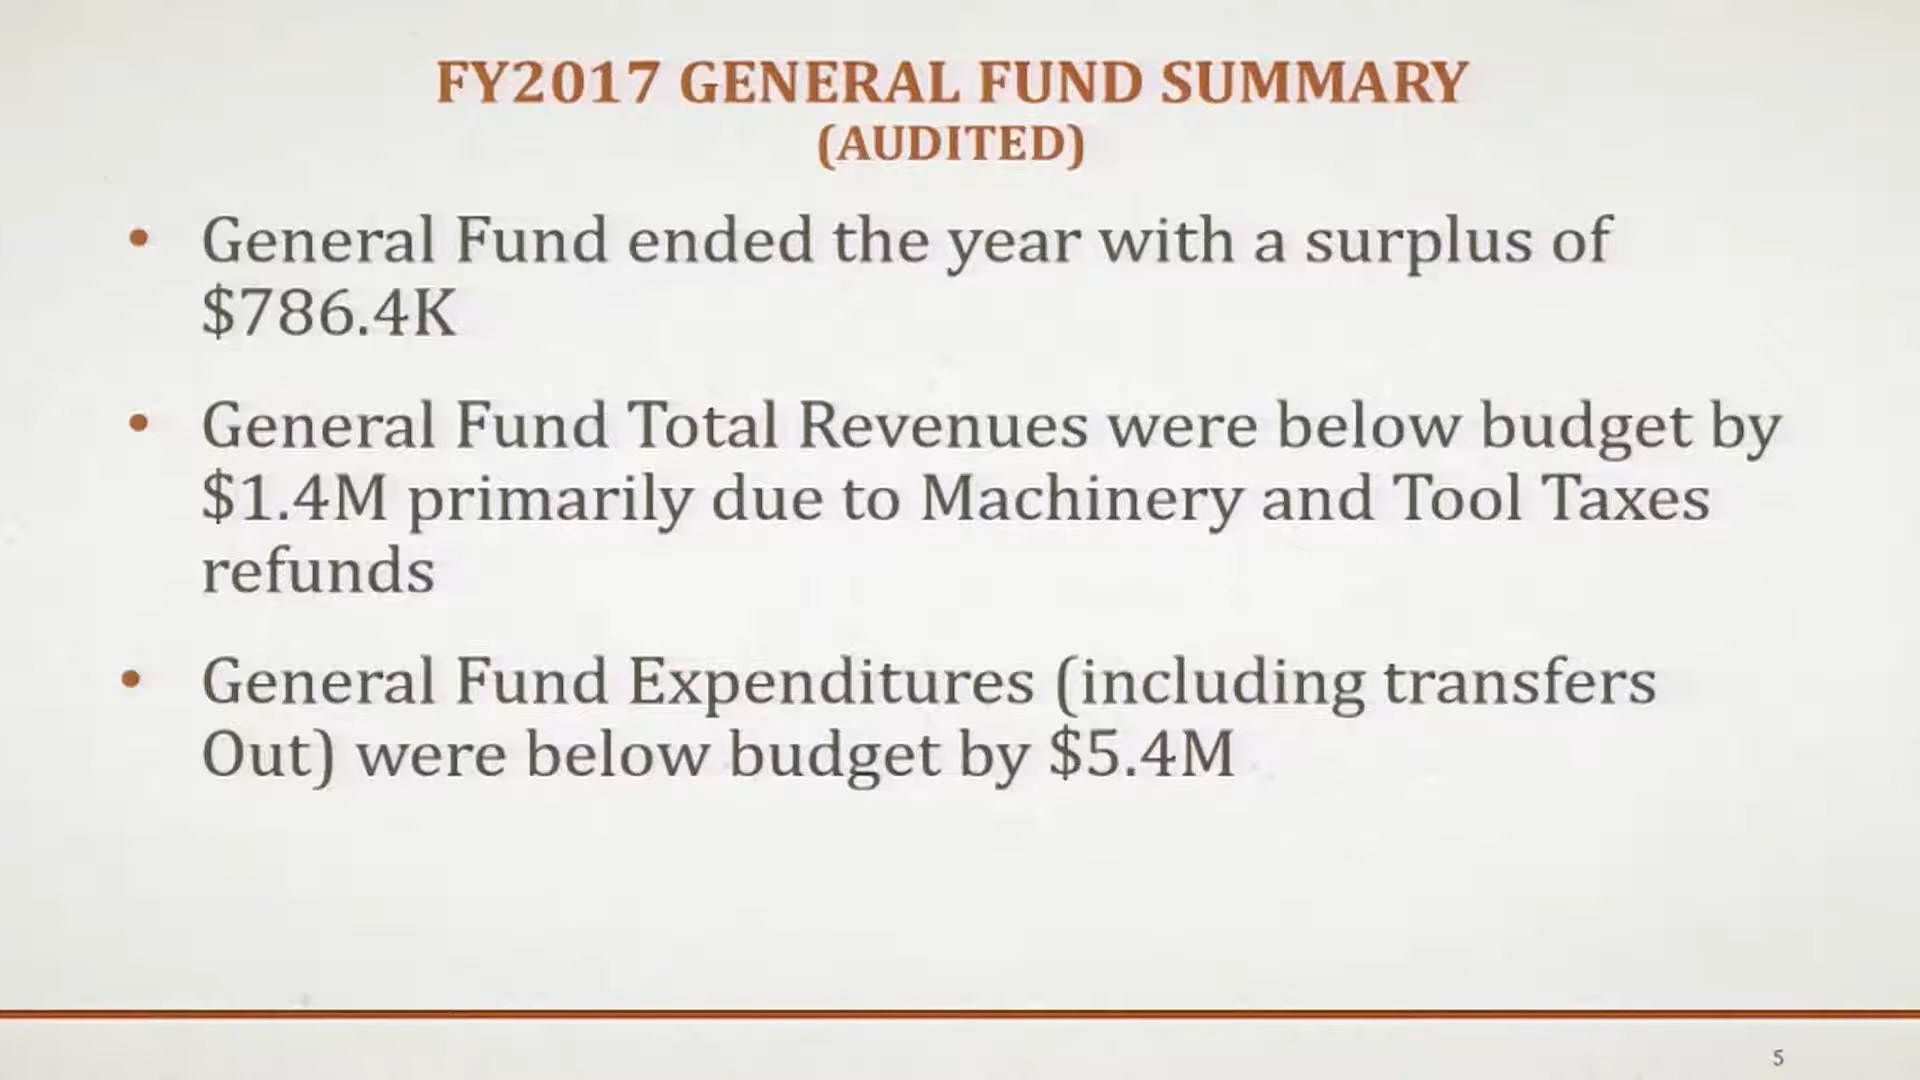 FY2017 GENERAL FUND SUMMARY
(AUDITED)
• General Fund ended the year with a surplus of
$786.4K
• General Fund Total Revenues were below budget by
$1.4M primarily due to Machinery and Tool Taxes
refunds
• General Fund Expenditures (including transfers
Out) were below budget by $5.4M
5